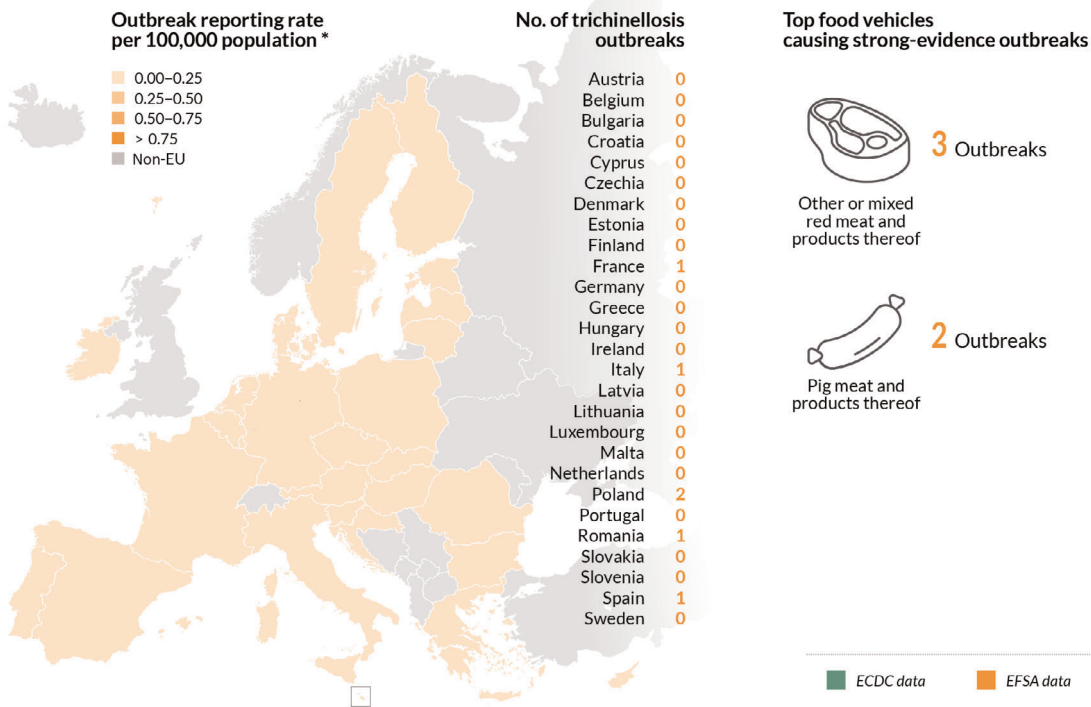 Outbreak reporting rate
per 100,000 population *
0.00–0.25
0.25–0.50
0.50–0.75
> 0.75
Non-EU
No. of trichinellosis
outbreaks
Austria 0
Belgium 0
Bulgaria 0
Croatia 0
Cyprus 0
Czechia 0
Denmark 0
Estonia 0
Finland 0
France 1
Germany 0
Greece 0
Hungary 0
Ireland 0
Italy 1
Latvia 0
Lithuania 0
Luxembourg 0
Malta 0
Netherlands 0
Poland 2
Portugal 0
Romania 1
Slovakia 0
Slovenia 0
Spain 1
Sweden 0
Top food vehicles
causing strong-evidence outbreaks
3 Outbreaks
Other or mixed
red meat and
products thereof
2 Outbreaks
Pig meat and
products thereof
ECDC data
EFSA data